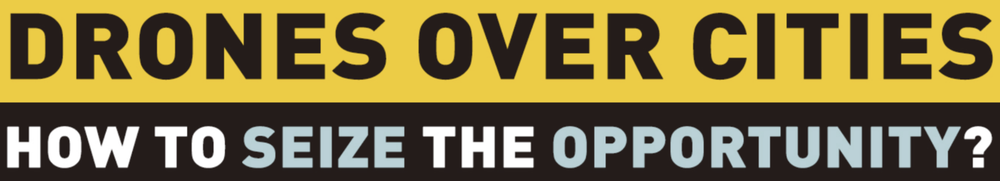 DRONES OVER CITIES
HOW TO SEIZE THE OPPORTUNITY?